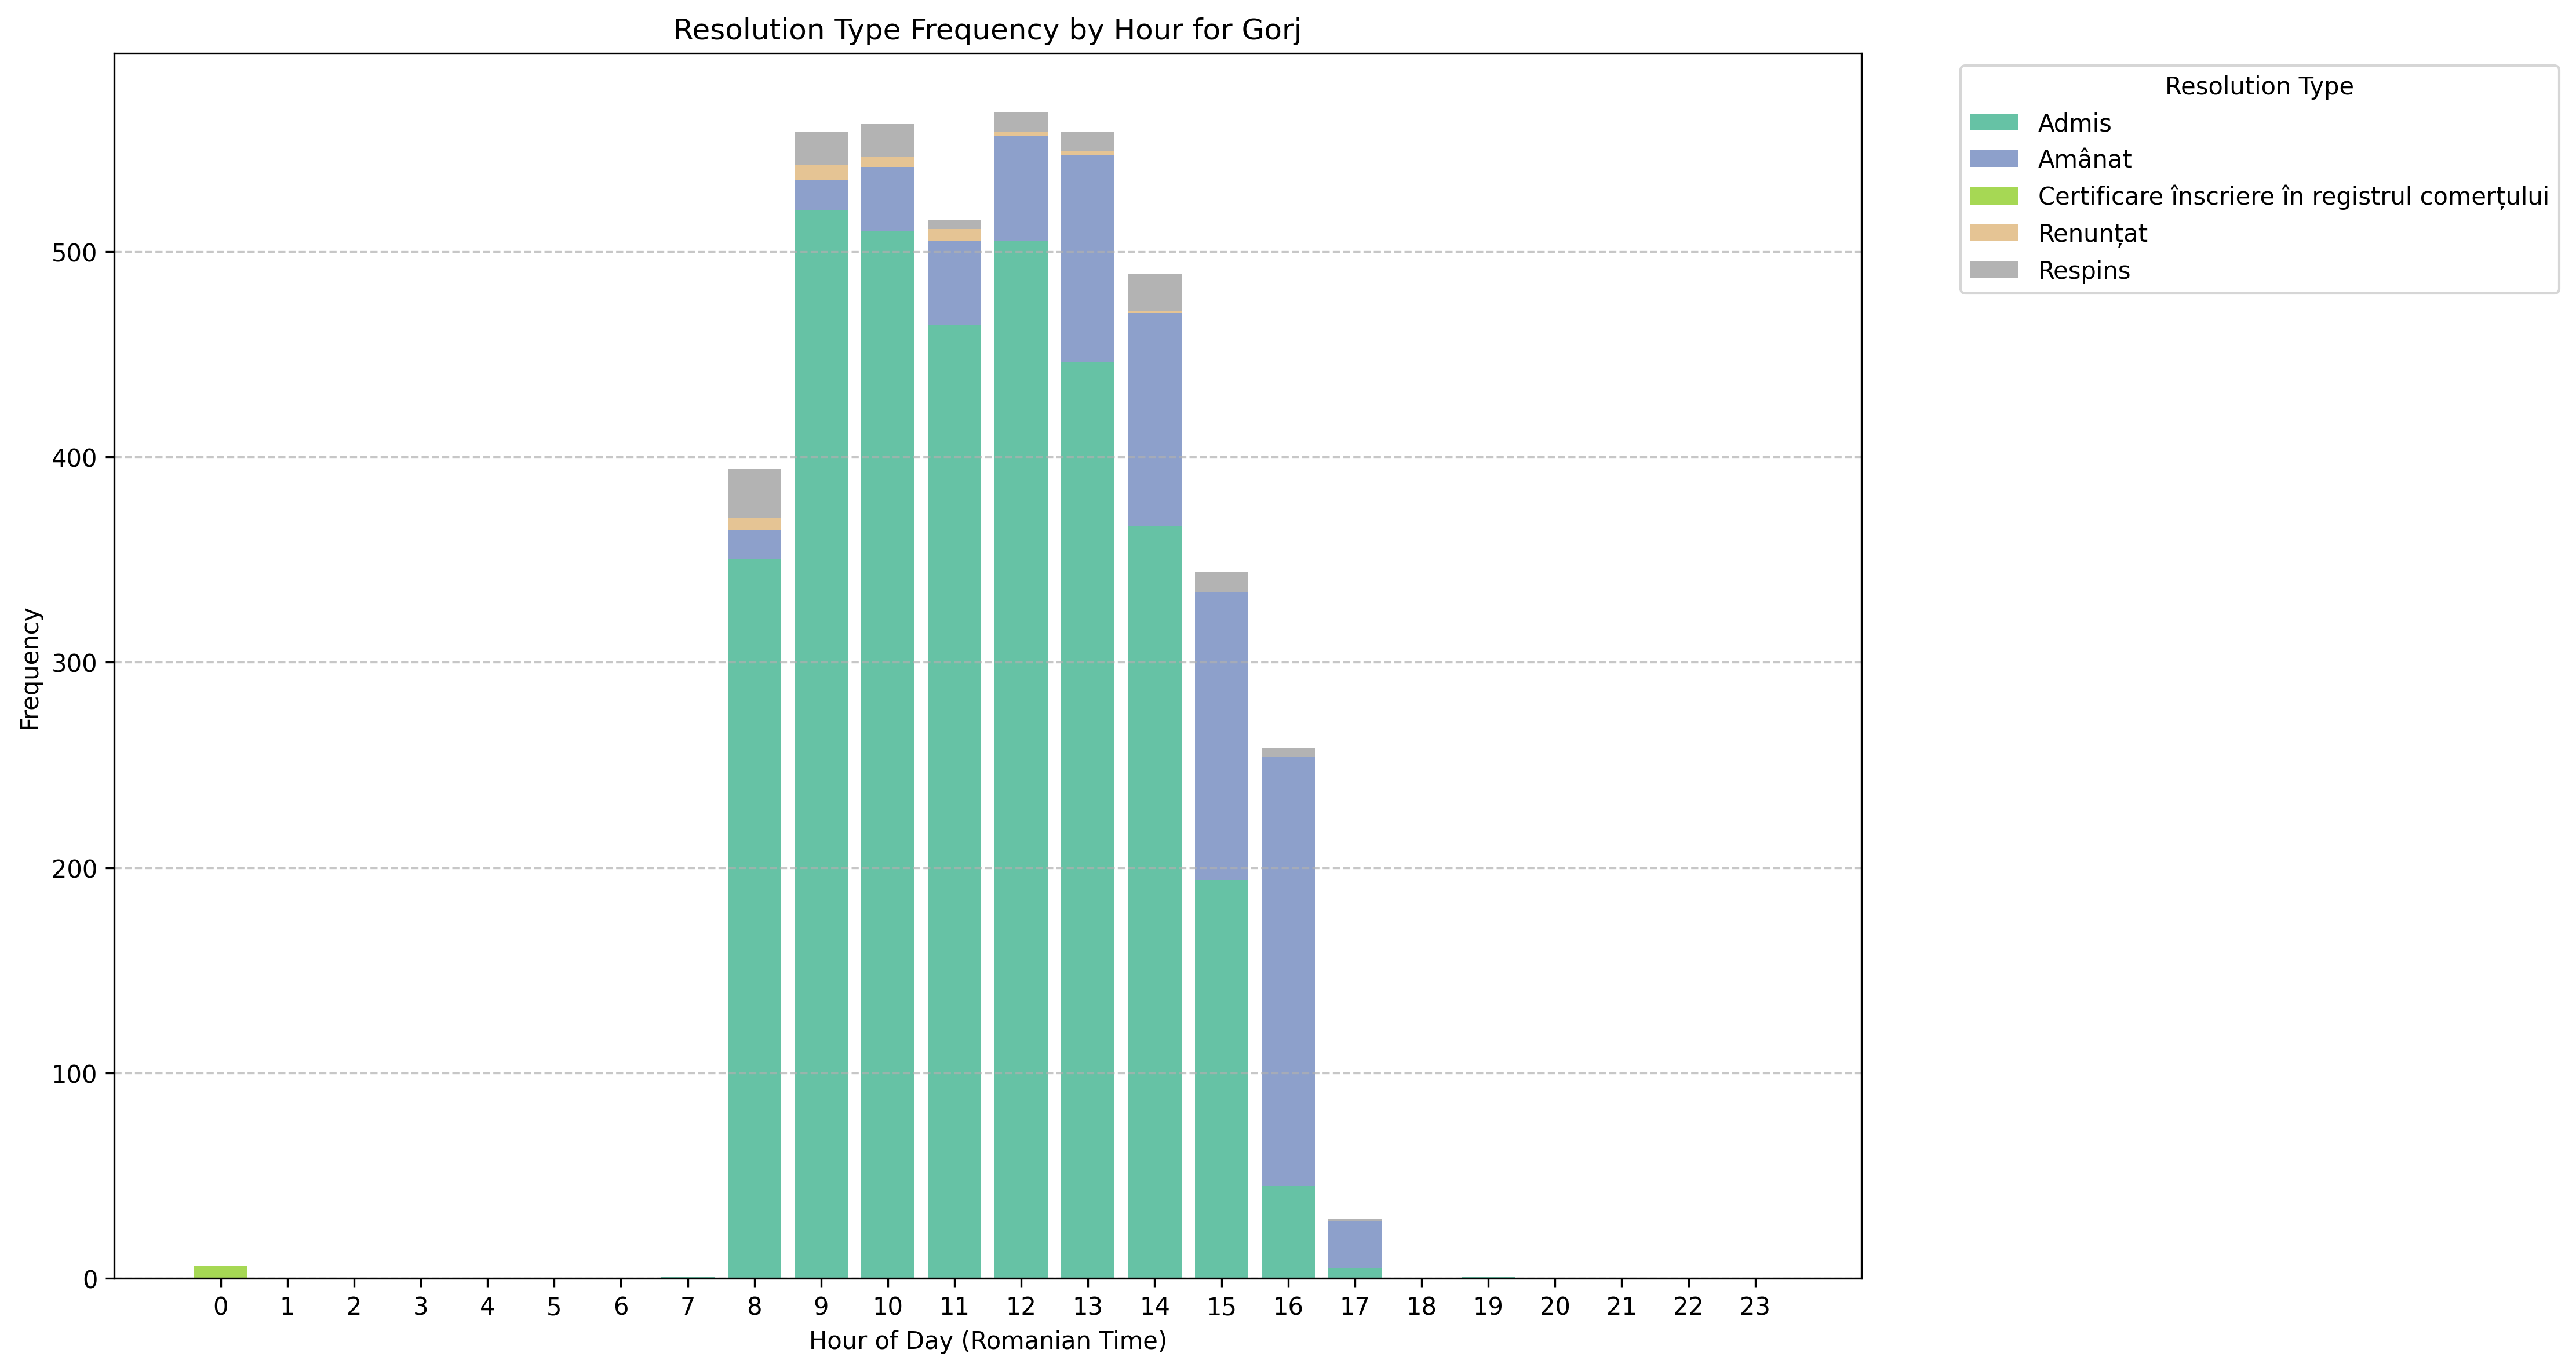 Resolution Type Frequency by Hour for Gorj
Resolution Type
Admis
Amânat
Certificare înscriere în registrul comerțului
Renunțat
Respins
Frequency
500
400
300
200
100
0
0 1 2 3 4 5 6 7 8 9 10 11 12 13 14 15 16 17 18 19 20 21 22 23
Hour of Day (Romanian Time)